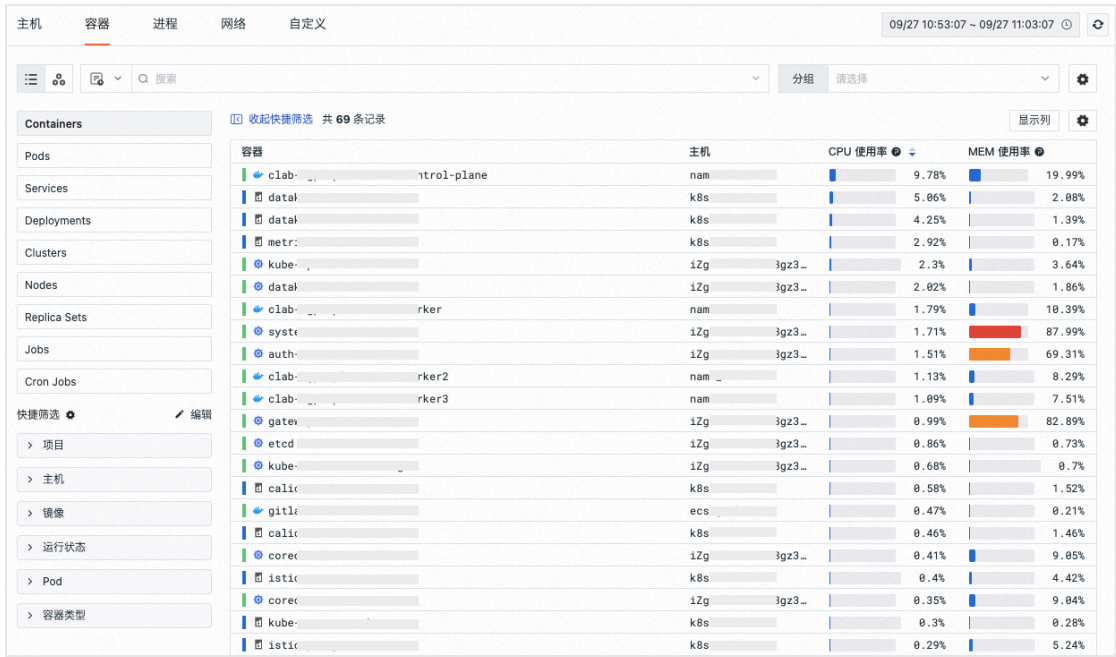 主机 容器 进程 网络 自定义 09/27 10:53:07 ~ 09/27 11:03:07
搜索 分组 请选择
Containers
Pods
Services
Deployments
Clusters
Nodes
Replica Sets
Jobs
Cron Jobs
快捷筛选 编辑
项目
主机
镜像
运行状态
Pod
容器类型
收起快捷筛选 共 69 条记录 显示列
容器 主机 CPU 使用率 MEM 使用率
clab- ntrol-plane nam 9.78% 19.99%
datak k8s 5.06% 2.08%
datak k8s 4.25% 1.39%
metri k8s 2.92% 0.17%
kube- iZg 3gz3… 2.3% 3.64%
datak iZg 3gz3… 2.02% 1.86%
clab- rker nam 1.79% 10.39%
syste iZg 3gz3… 1.71% 87.99%
auth- iZg 3gz3… 1.51% 69.31%
clab- rker2 nam 1.13% 8.29%
clab- rker3 nam 1.09% 7.51%
gatew iZg 3gz3… 0.99% 82.89%
etcd iZg 3gz3… 0.86% 0.73%
kube- iZg 3gz3… 0.68% 0.7%
calic k8s 0.58% 1.52%
gitla ecs 0.47% 0.21%
calic k8s 0.46% 1.46%
cored iZg 3gz3… 0.41% 9.05%
istic k8s 0.4% 4.42%
cored iZg 3gz3… 0.35% 9.04%
kube- k8s 0.3% 0.28%
istic k8s 0.29% 5.24%